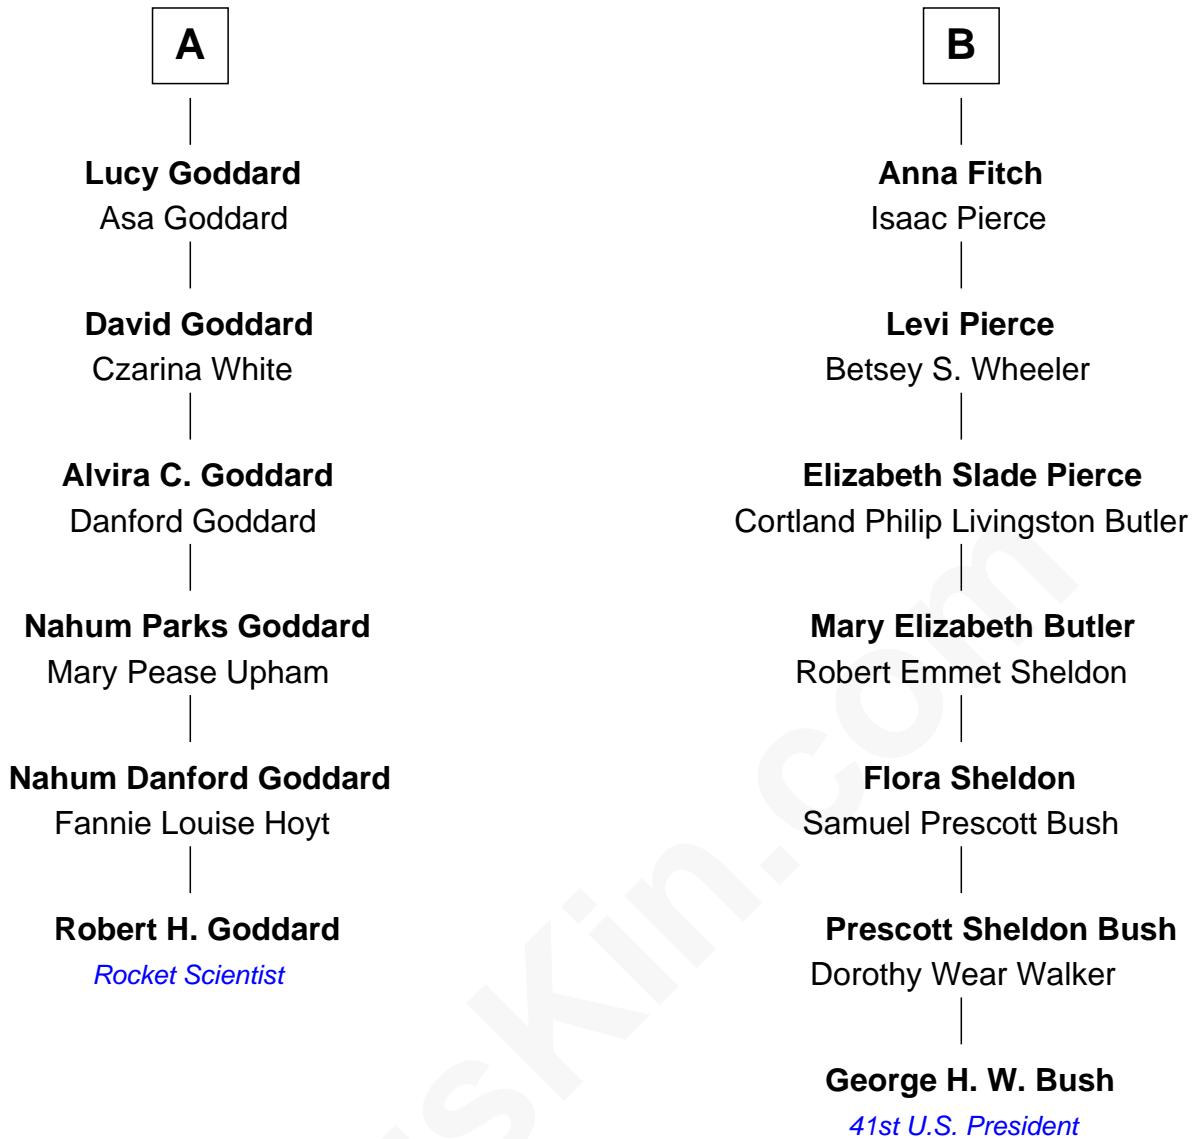 A
Lucy Goddard
Asa Goddard
David Goddard
Czarina White
Alvira C. Goddard
Danford Goddard
Nahum Parks Goddard
Mary Pease Upham
Nahum Danford Goddard
Fannie Louise Hoyt
Robert H. Goddard
Rocket Scientist
B
Anna Fitch
Isaac Pierce
Levi Pierce
Betsey S. Wheeler
Elizabeth Slade Pierce
Cortland Philip Livingston Butler
Mary Elizabeth Butler
Robert Emmet Sheldon
Flora Sheldon
Samuel Prescott Bush
Prescott Sheldon Bush
Dorothy Wear Walker
George H. W. Bush
41st U.S. President
sKin.com